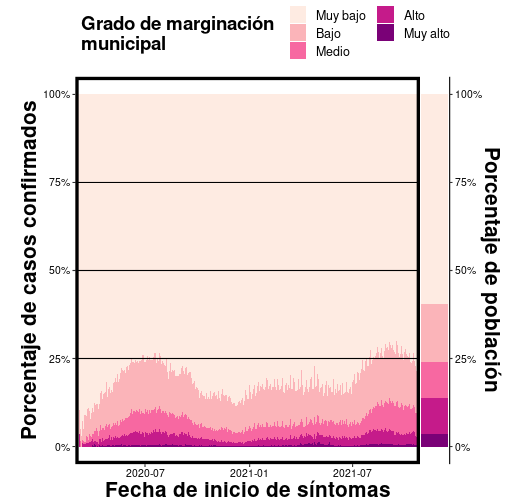 Grado de marginación
municipal
Muy bajo
Bajo
Medio
Alto
Muy alto
Porcentaje de casos confirmados
100%
75%
50%
25%
0%
100%
75%
50%
25%
0%
Porcentaje de población
2020-07
2021-01
2021-07
Fecha de inicio de síntomas